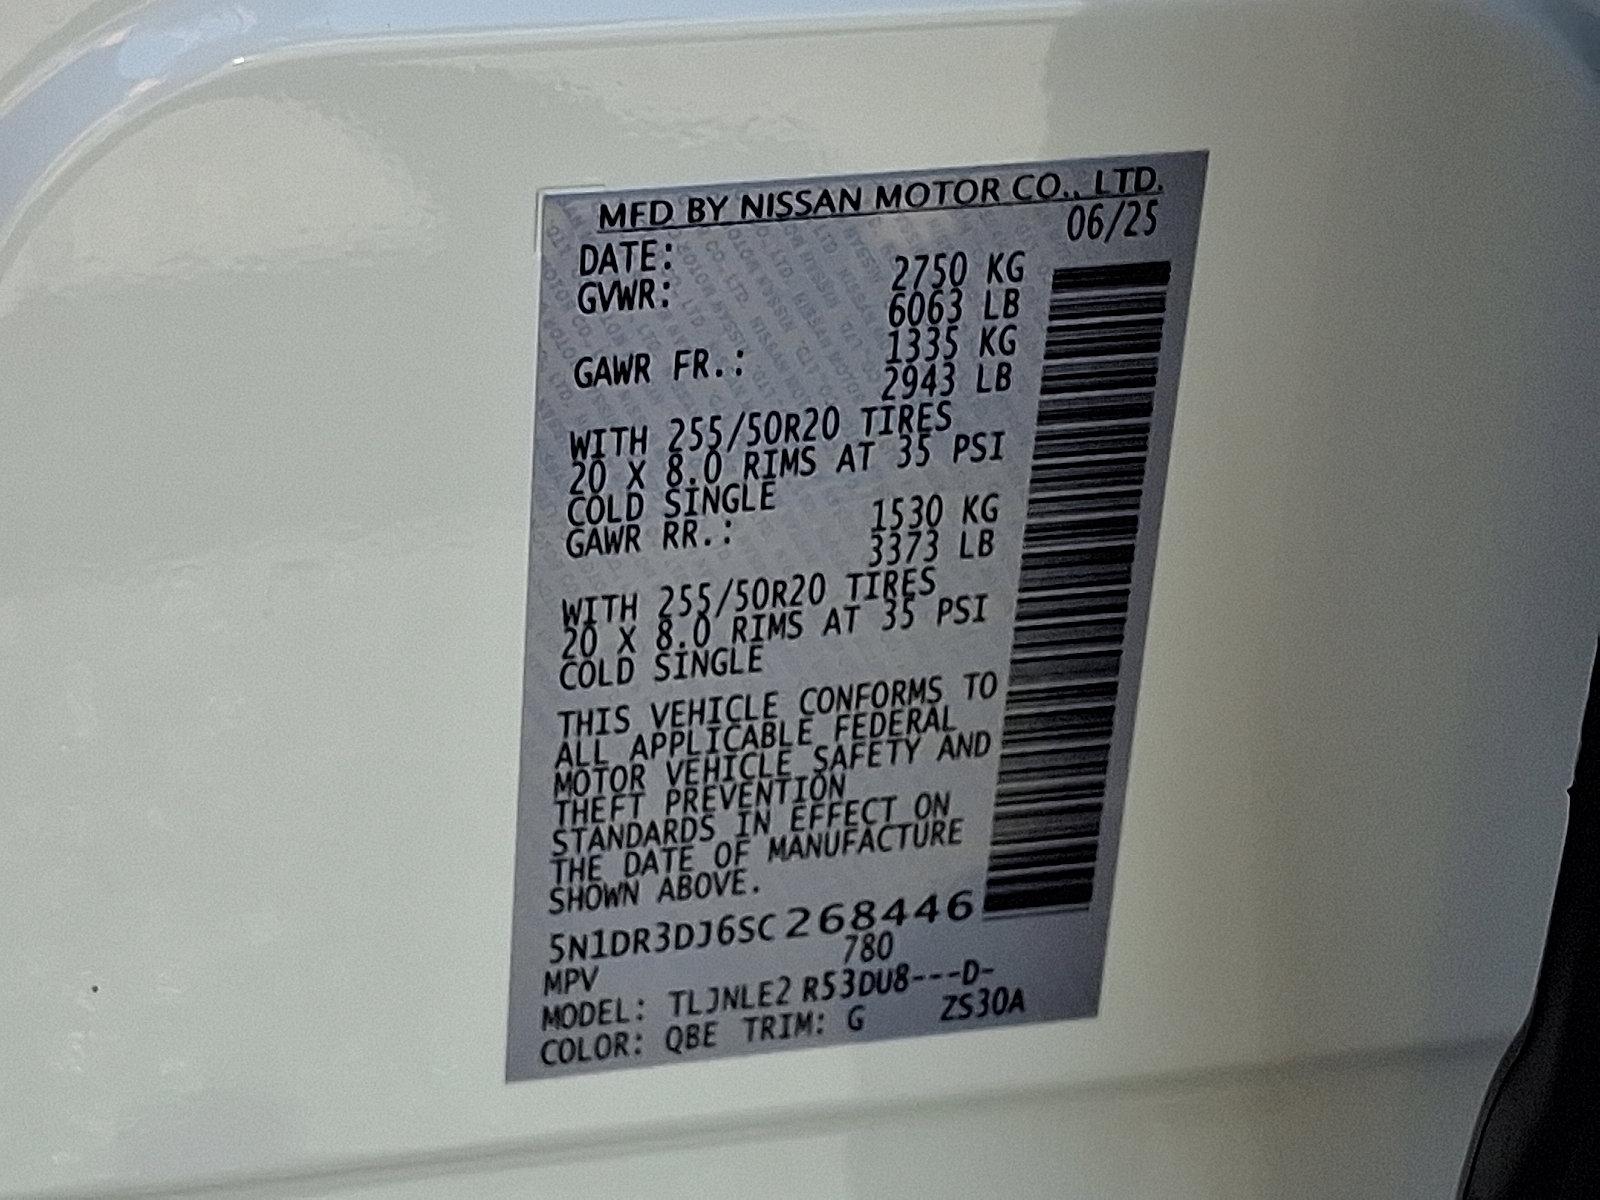 MFD BY NISSAN MOTOR CO., LTD.
DATE: 06/25
GVWR: 2750 KG
6063 LB
GAWR FR.: 1335 KG
2943 LB
WITH 255/50R20 TIRES
20 X 8.0 RIMS AT 35 PSI
COLD SINGLE
GAWR RR.: 1530 KG
3373 LB
WITH 255/50R20 TIRES
20 X 8.0 RIMS AT 35 PSI
COLD SINGLE
THIS VEHICLE CONFORMS TO
ALL APPLICABLE FEDERAL
MOTOR VEHICLE SAFETY AND
THEFT PREVENTION
STANDARDS IN EFFECT ON
THE DATE OF MANUFACTURE
SHOWN ABOVE.
5N1DR3DJ6SC268446
MPV 780
MODEL: TLJNLE2 R53DU8---D-
COLOR: QBE TRIM: G ZS30A